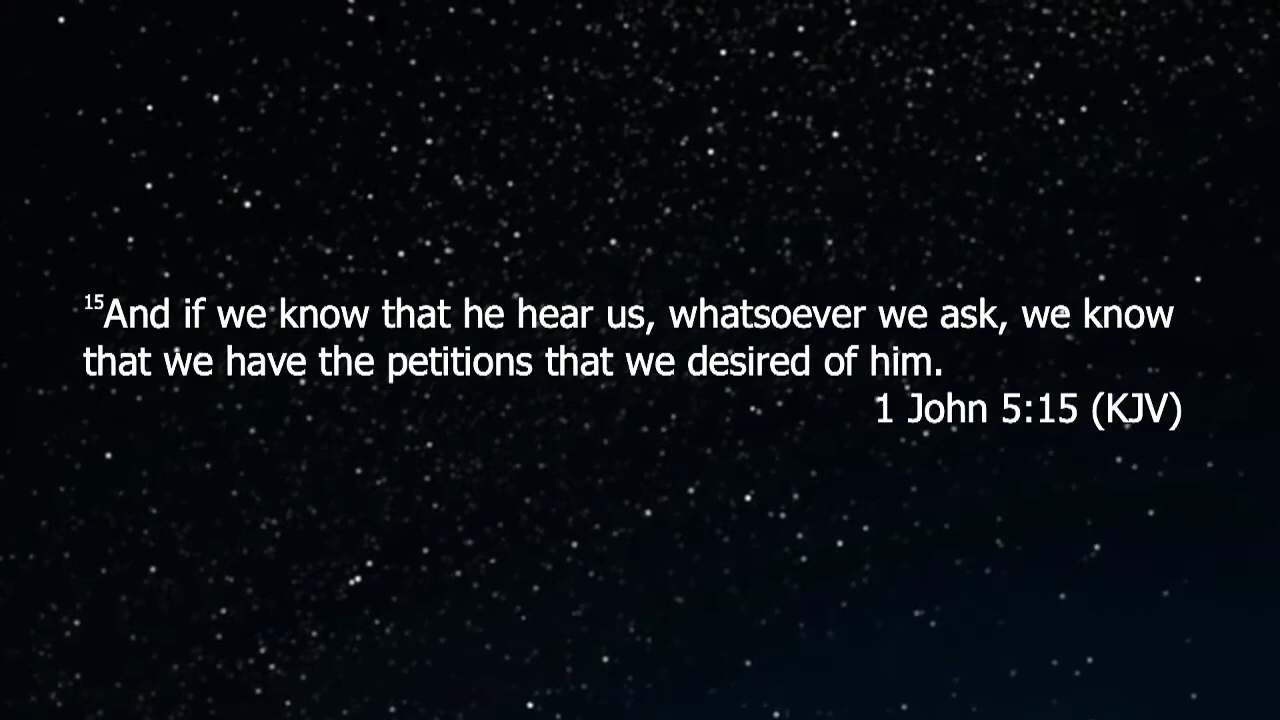 ¹⁵And if we know that he hear us, whatsoever we ask, we know
that we have the petitions that we desired of him.
1 John 5:15 (KJV)